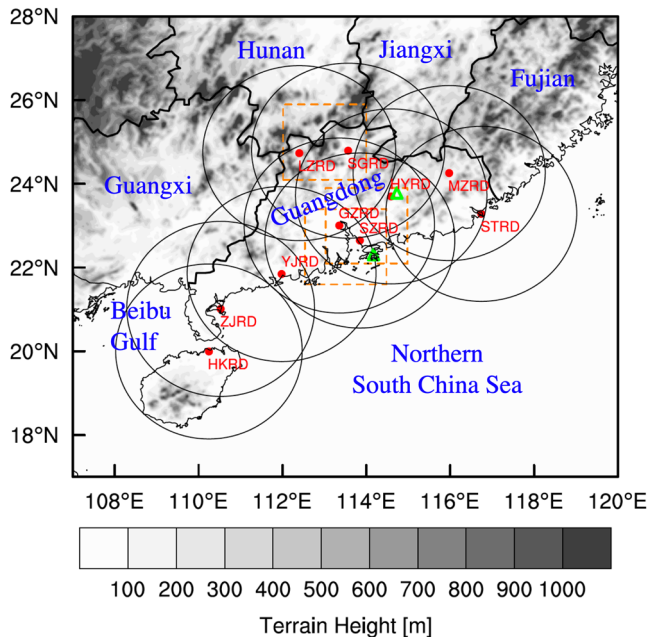 28°N
Hunan
Jiangxi
Fujian
26°N
LZRD
SGRD
24°N
Guangxi
Guangdong
HYRD
MZRD
GZRD
SZRD
STRD
22°N
YJRD
Beibu
Gulf
ZJRD
20°N
HKRD
Northern
South China Sea
18°N
108°E 110°E 112°E 114°E 116°E 118°E 120°E
100 200 300 400 500 600 700 800 900 1000
Terrain Height [m]